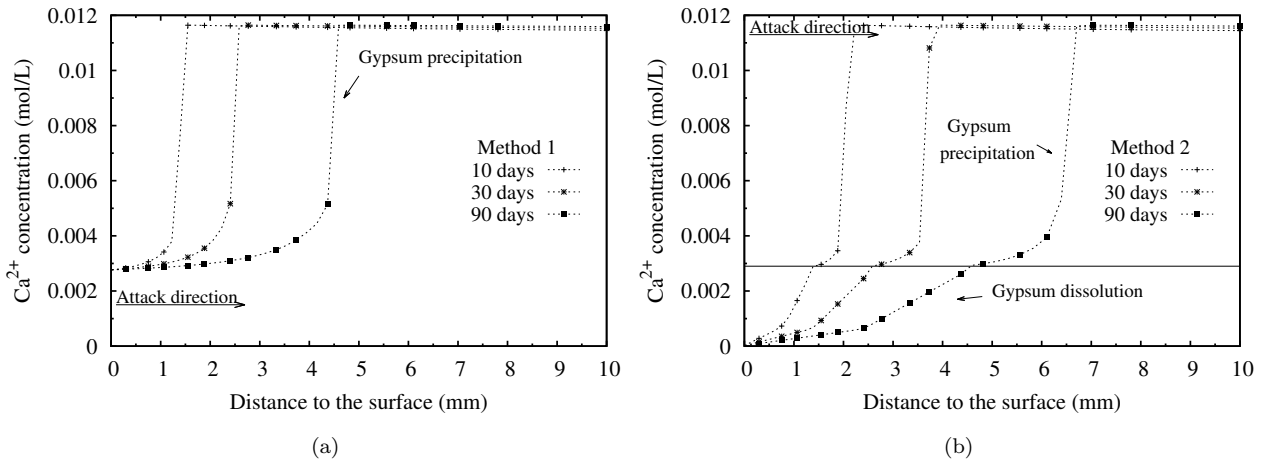 0.012
0.01
0.008
0.006
0.004
0.002
0
Ca2+ concentration (mol/L)
Gypsum precipitation
Method 1
10 days
30 days
90 days
Attack direction
0 1 2 3 4 5 6 7 8 9 10
Distance to the surface (mm)
(a)
0.012
0.01
0.008
0.006
0.004
0.002
0
Ca2+ concentration (mol/L)
Attack direction
Gypsum
precipitation
Method 2
10 days
30 days
90 days
Gypsum dissolution
0 1 2 3 4 5 6 7 8 9 10
Distance to the surface (mm)
(b)